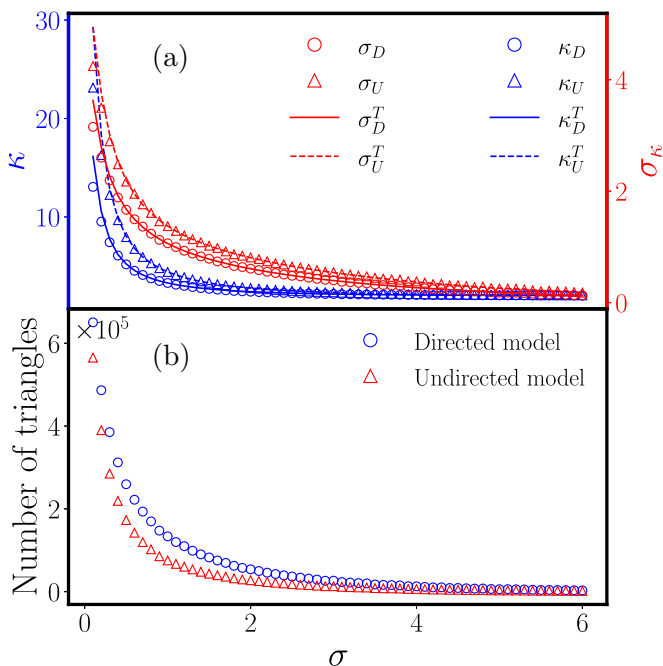 30
20
10
κ
(a)
σ_D
σ_U
σ_D^T
σ_U^T
κ_D
κ_U
κ_D^T
κ_U^T
4
2
0
σ_κ
×10^5
6
4
2
0
Number of triangles
(b)
Directed model
Undirected model
0 2 4 6
σ